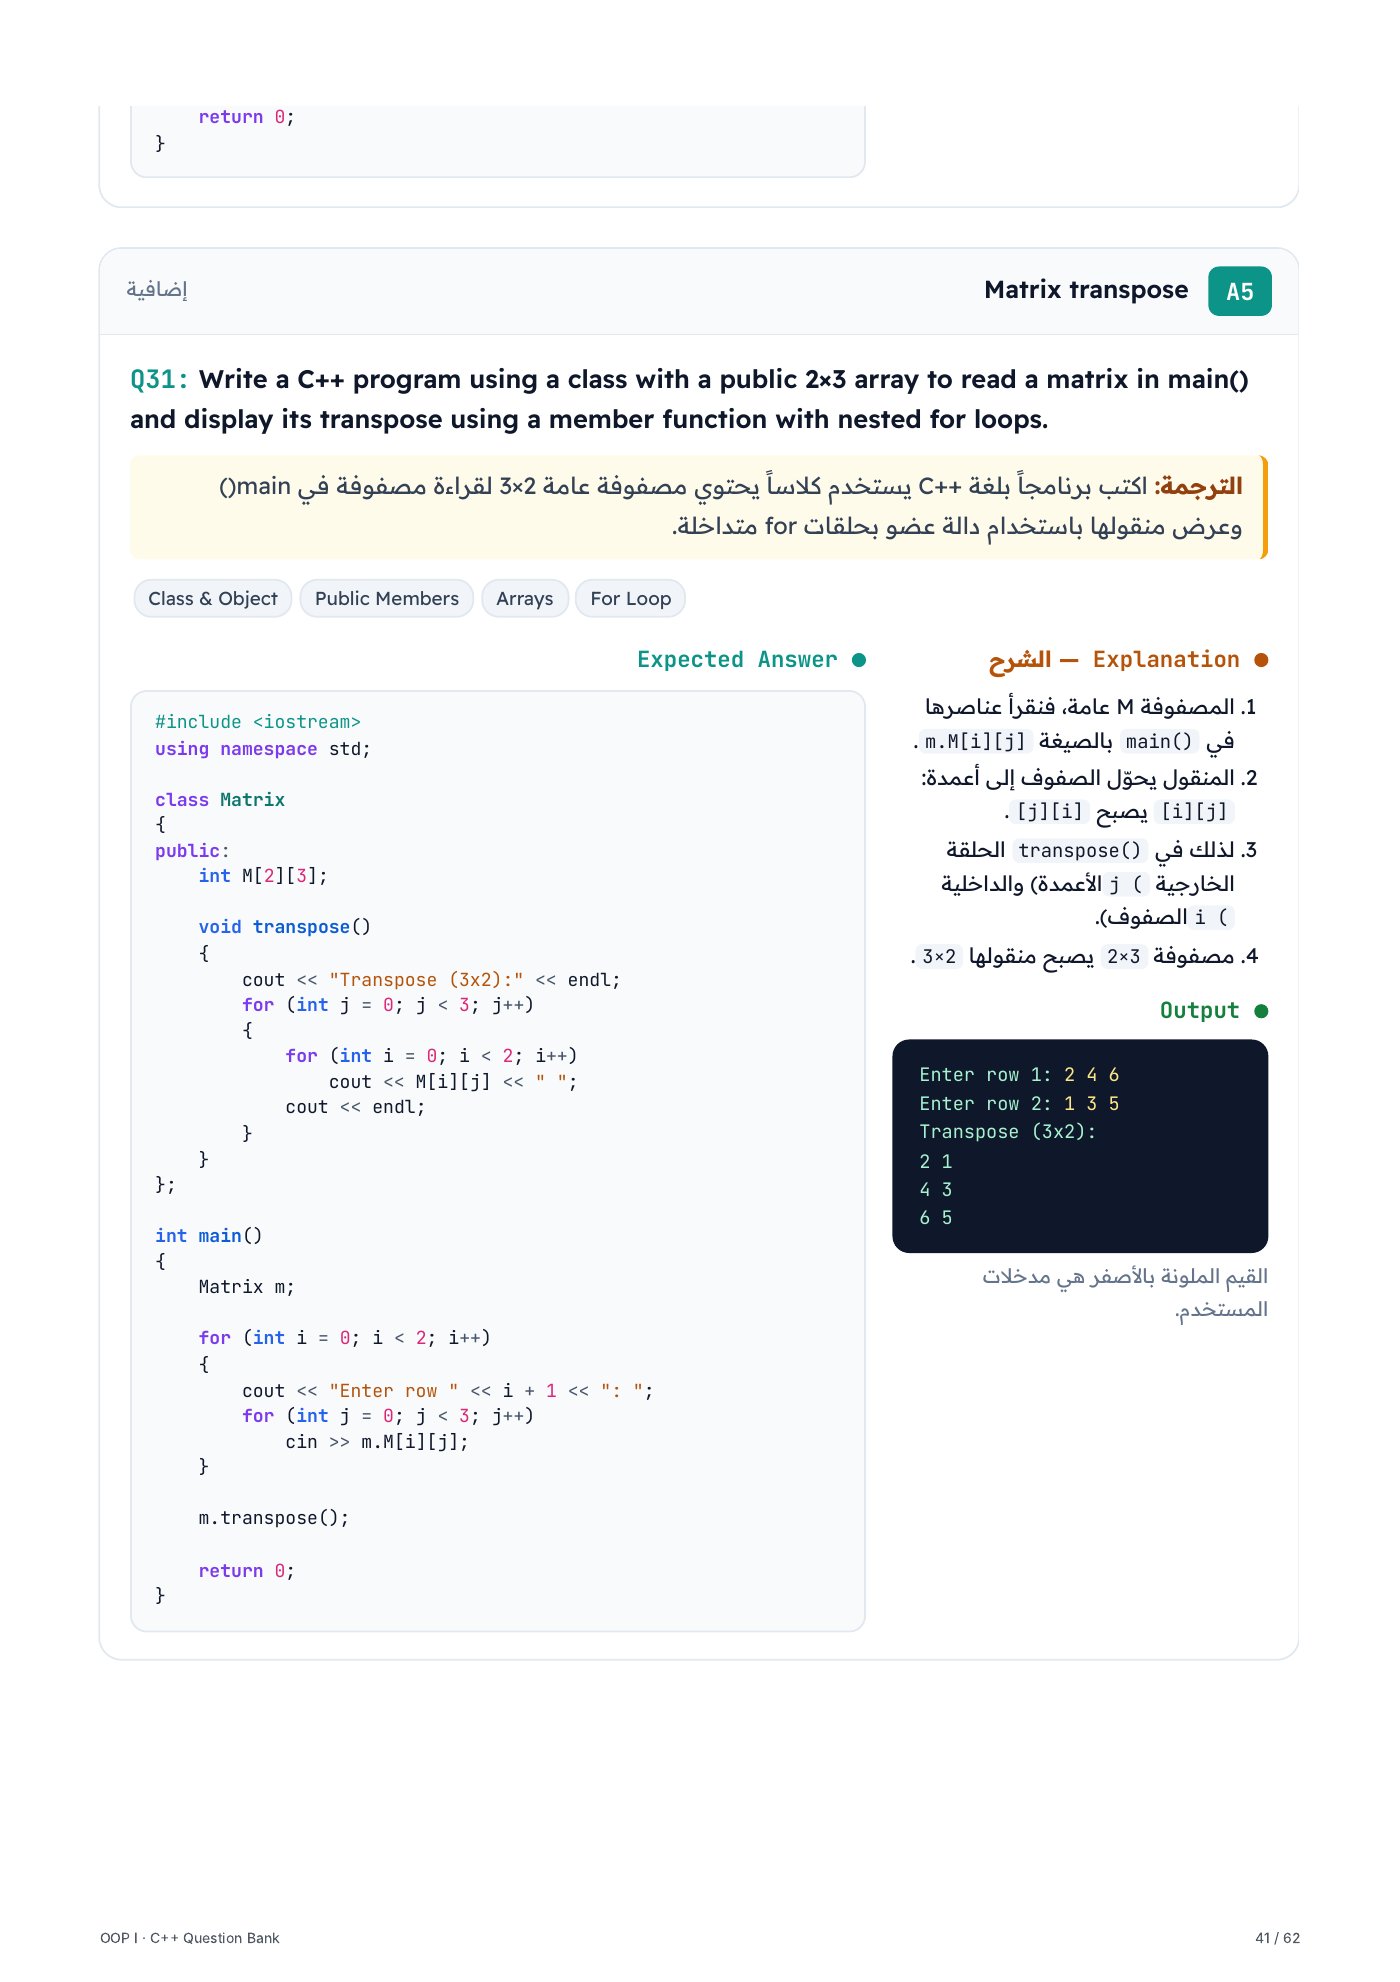 return 0;
}
A5 Matrix transpose إضافية
Q31: Write a C++ program using a class with a public 2×3 array to read a matrix in main()
and display its transpose using a member function with nested for loops.
الترجمة: اكتب برنامجاً بلغة C++ يستخدم كلاساً يحتوي مصفوفة عامة 2×3 لقراءة مصفوفة في main()
وعرض منقولها باستخدام دالة عضو بحلقات for متداخلة.
Class & Object Public Members Arrays For Loop
Explanation — الشرح
1. المصفوفة M عامة، فنقرأ عناصرها
في main() بالصيغة m.M[i][j].
2. المنقول يحوّل الصفوف إلى أعمدة:
[i][j] يصبح [j][i].
3. لذلك في transpose() الحلقة
الخارجية j (الأعمدة) والداخلية
i (الصفوف).
4. مصفوفة 2×3 يصبح منقولها 3×2.
Output
Enter row 1: 2 4 6
Enter row 2: 1 3 5
Transpose (3x2):
2 1
4 3
6 5
القيم الملونة بالأصفر هي مدخلات
المستخدم.
Expected Answer
#include <iostream>
using namespace std;
class Matrix
{
public:
    int M[2][3];
    void transpose()
    {
        cout << "Transpose (3x2):" << endl;
        for (int j = 0; j < 3; j++)
        {
            for (int i = 0; i < 2; i++)
                cout << M[i][j] << " ";
            cout << endl;
        }
    }
};
int main()
{
    Matrix m;
    for (int i = 0; i < 2; i++)
    {
        cout << "Enter row " << i + 1 << ": ";
        for (int j = 0; j < 3; j++)
            cin >> m.M[i][j];
    }
    m.transpose();
    return 0;
}
OOP I · C++ Question Bank 41 / 62